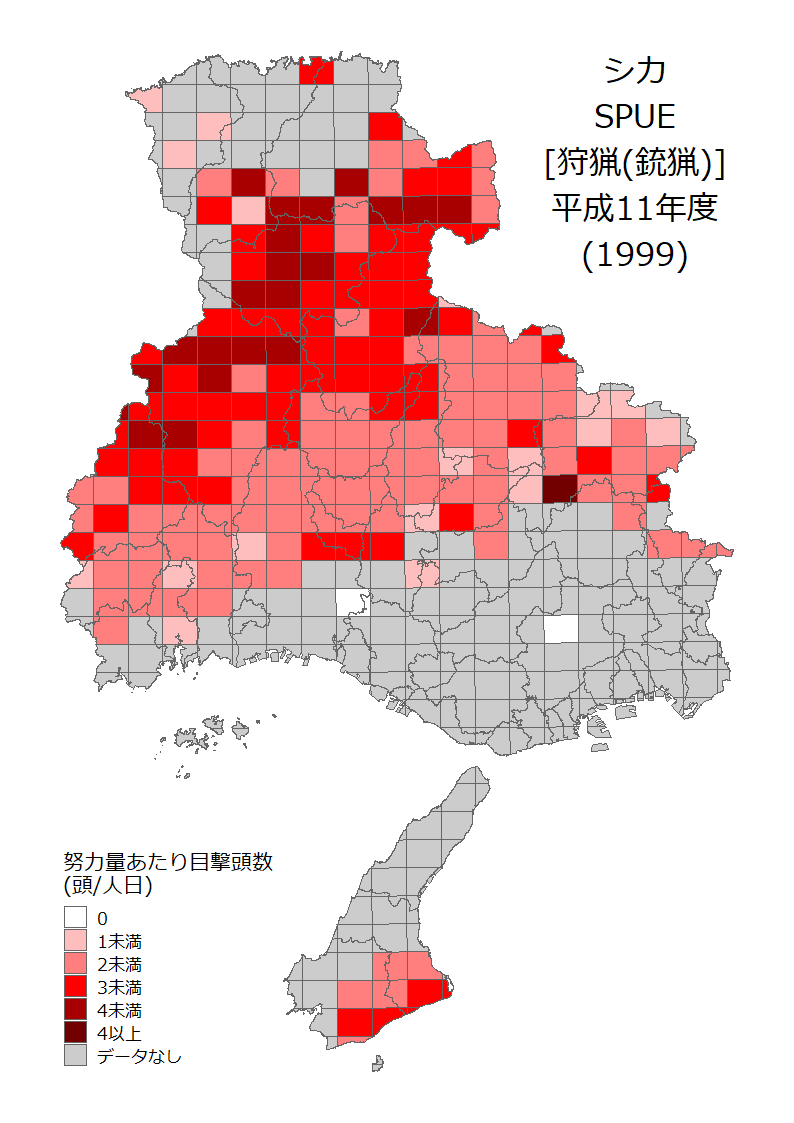 シカ
SPUE
[狩猟(銃猟)]
平成11年度
(1999)
努力量あたり目撃頭数
(頭/人日)
0
1未満
2未満
3未満
4未満
4以上
データなし